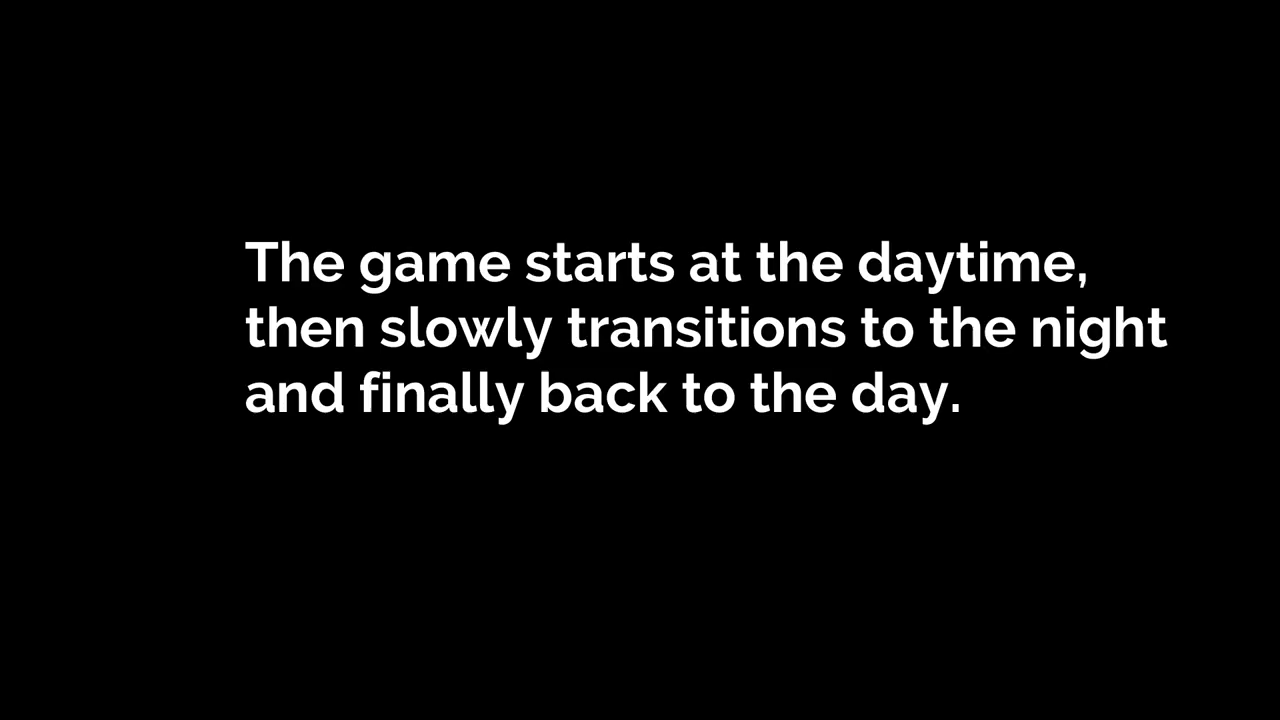 The game starts at the daytime,
then slowly transitions to the night
and finally back to the day.